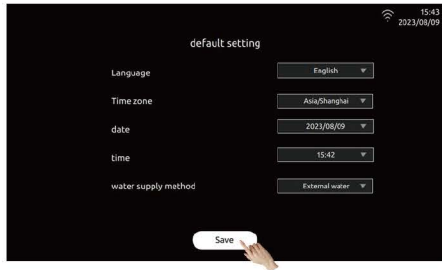 15:43
2023/08/09
default setting
Language English
Time zone Asia/Shanghai
date 2023/08/09
time 15:42
water supply method External water
Save